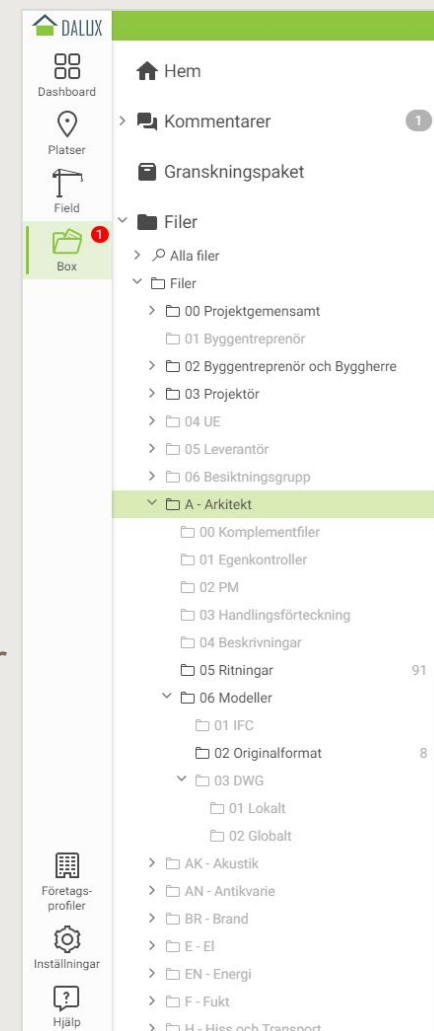 DALUX
Dashboard
Platser
Field
Box
1
Företags-
profiler
Inställningar
Hjälp
Hem
Kommentarer 1
Granskningspaket
Filer
Alla filer
Filer
00 Projektgemensamt
01 Byggentreprenör
02 Byggentreprenör och Byggherre
03 Projektör
04 UE
05 Leverantör
06 Besiktningsgrupp
A - Arkitekt
00 Komplementfiler
01 Egenkontroller
02 PM
03 Handlingsförteckning
04 Beskrivningar
05 Ritningar 91
06 Modeller
01 IFC
02 Originalformat 8
03 DWG
01 Lokalt
02 Globalt
AK - Akustik
AN - Antikvarie
BR - Brand
E - El
EN - Energi
F - Fukt
H - Hiss och Transport